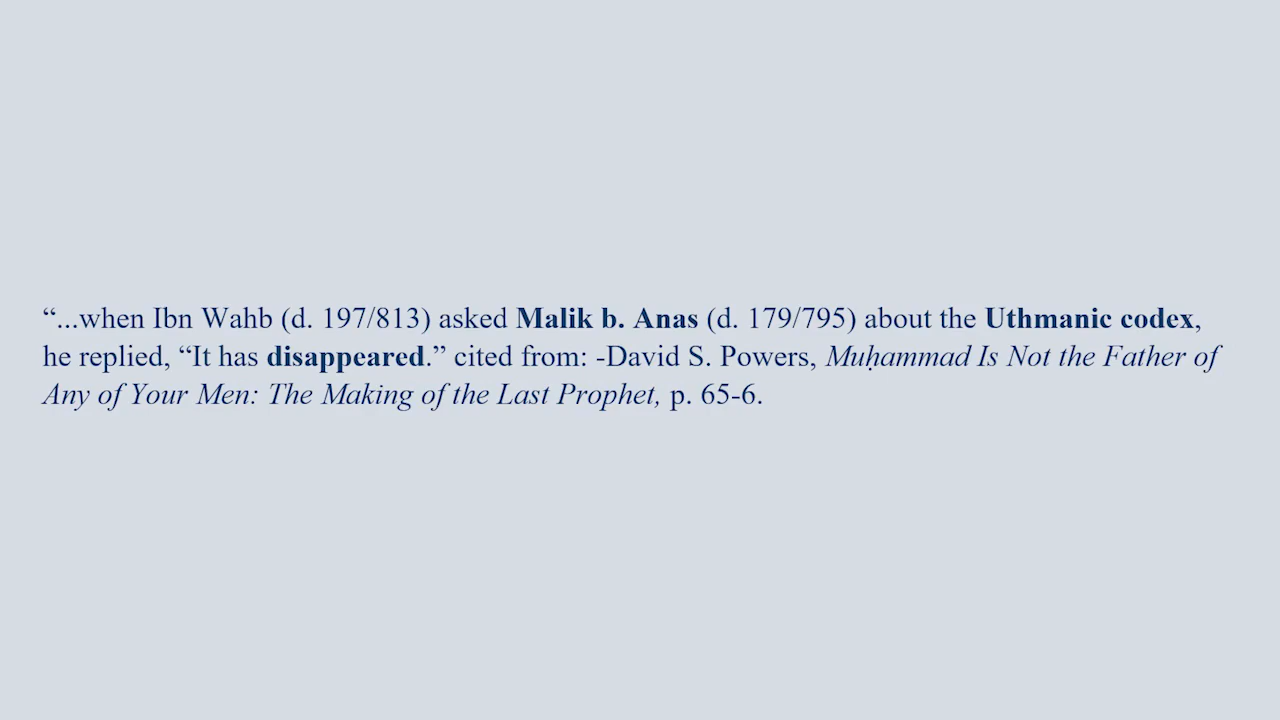 “...when Ibn Wahb (d. 197/813) asked Malik b. Anas (d. 179/795) about the Uthmanic codex,
he replied, “It has disappeared.” cited from: -David S. Powers, Muḥammad Is Not the Father of
Any of Your Men: The Making of the Last Prophet, p. 65-6.